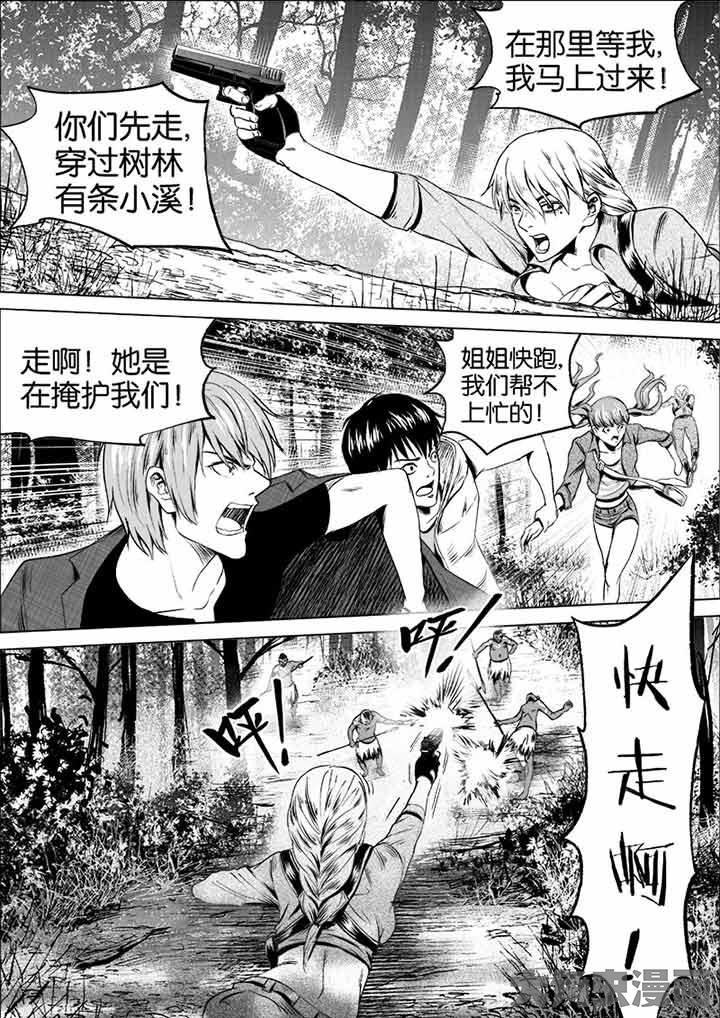 在那里等我,
我马上过来!
你们先走,
穿过树林
有条小溪!
姐姐快跑,
我们帮不
上忙的!
走啊!她是
在掩护我们!
呯!
呯!
快走啊!
漫画